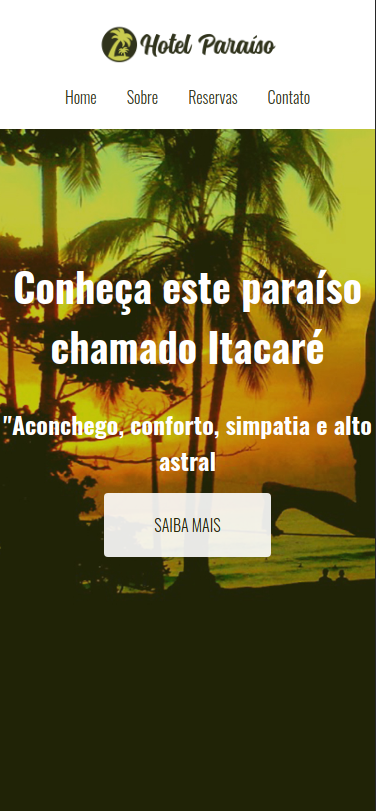 Hotel Paraíso
Home Sobre Reservas Contato
Conheça este paraíso
chamado Itacaré
"Aconchego, conforto, simpatia e alto
astral
SAIBA MAIS